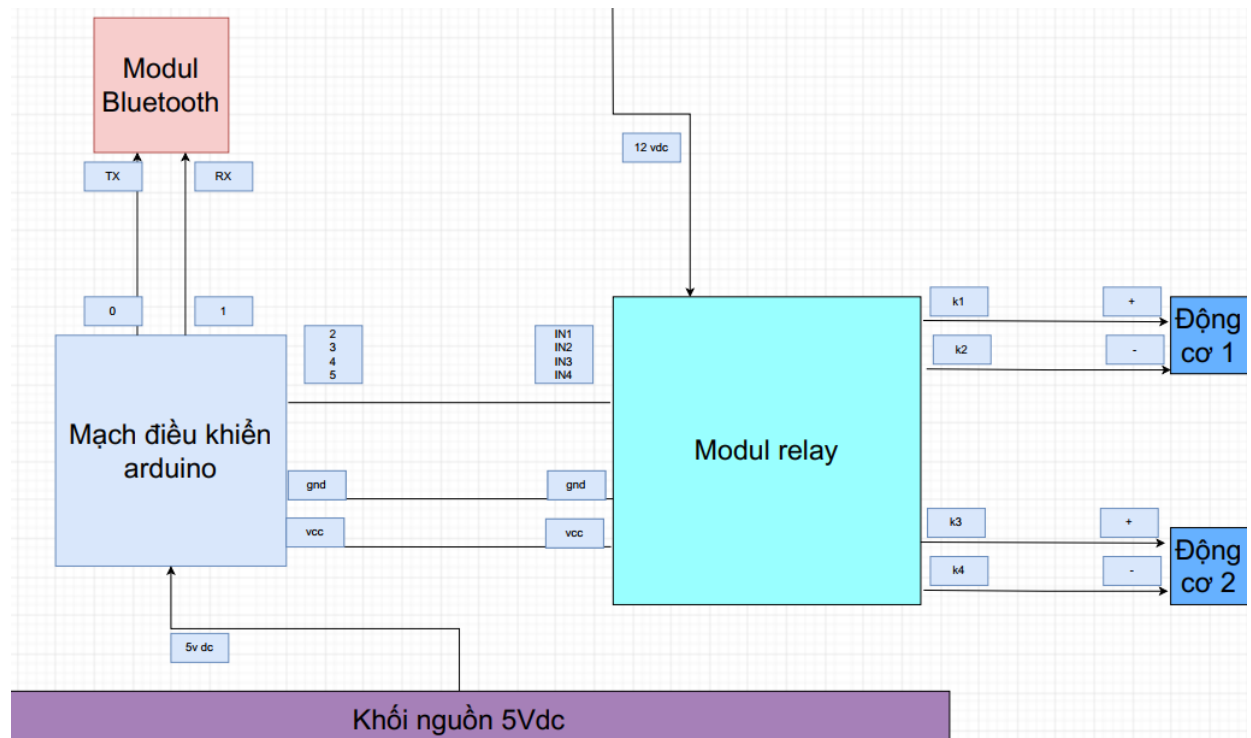 Modul
Bluetooth
TX
RX
12 vdc
0
1
2
3
4
5
IN1
IN2
IN3
IN4
k1
+
k2
-
Động
cơ 1
Mạch điều khiển
arduino
Modul relay
gnd
gnd
vcc
vcc
k3
+
k4
-
Động
cơ 2
5v dc
Khối nguồn 5Vdc